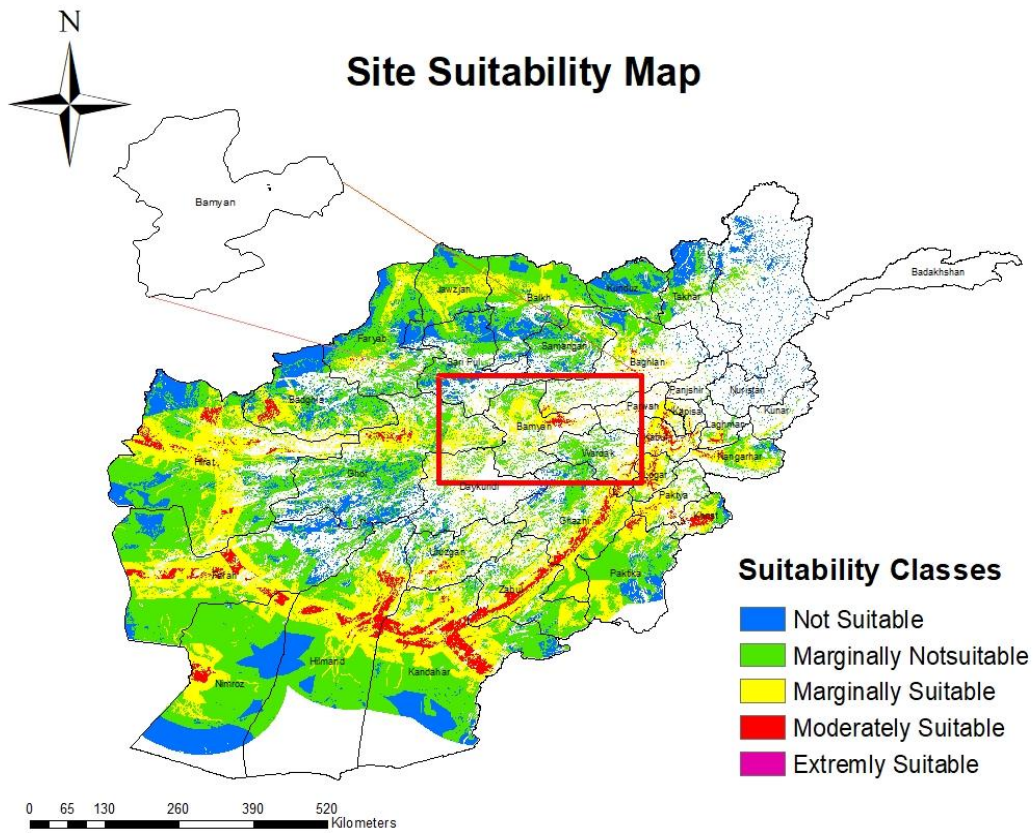 N
Site Suitability Map
Bamyan
Badakhshan
Jawzjan
Balkh
Kunduz
Takhar
Faryab
Sari Pul
Samangan
Baghlan
Panjshir
Nuristan
Badghis
Bamyan
Parwan
Kapisa
Kunar
Laghman
Hirat
Ghor
Wardak
Kabul
Nangarhar
Daykundi
Logar
Paktya
Ghazni
Khost
Uruzgan
Farah
Zabul
Paktika
Nimroz
Hilmand
Kandahar
Suitability Classes
Not Suitable
Marginally Notsuitable
Marginally Suitable
Moderately Suitable
Extremly Suitable
0 65 130 260 390 520
Kilometers